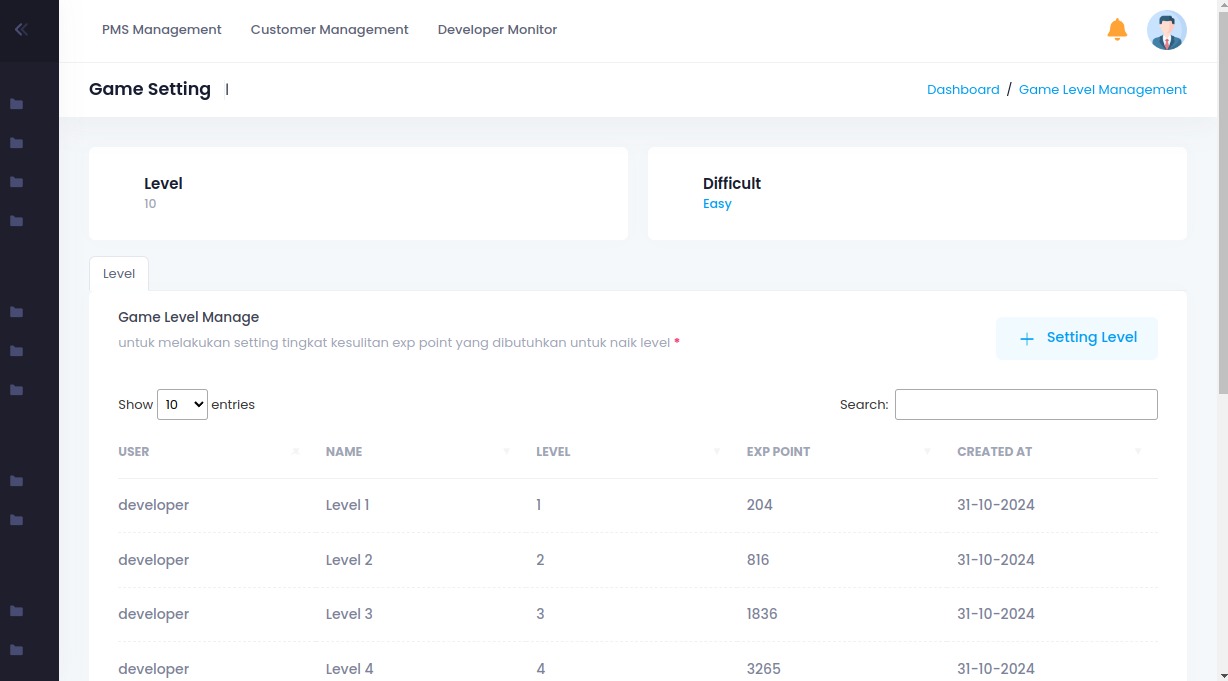 PMS Management Customer Management Developer Monitor
Game Setting | Dashboard / Game Level Management
Level
10
Difficult
Easy
Level
Game Level Manage
untuk melakukan setting tingkat kesulitan exp point yang dibutuhkan untuk naik level *
+ Setting Level
Show 10 entries Search:
USER NAME LEVEL EXP POINT CREATED AT
developer Level 1 1 204 31-10-2024
developer Level 2 2 816 31-10-2024
developer Level 3 3 1836 31-10-2024
developer Level 4 4 3265 31-10-2024